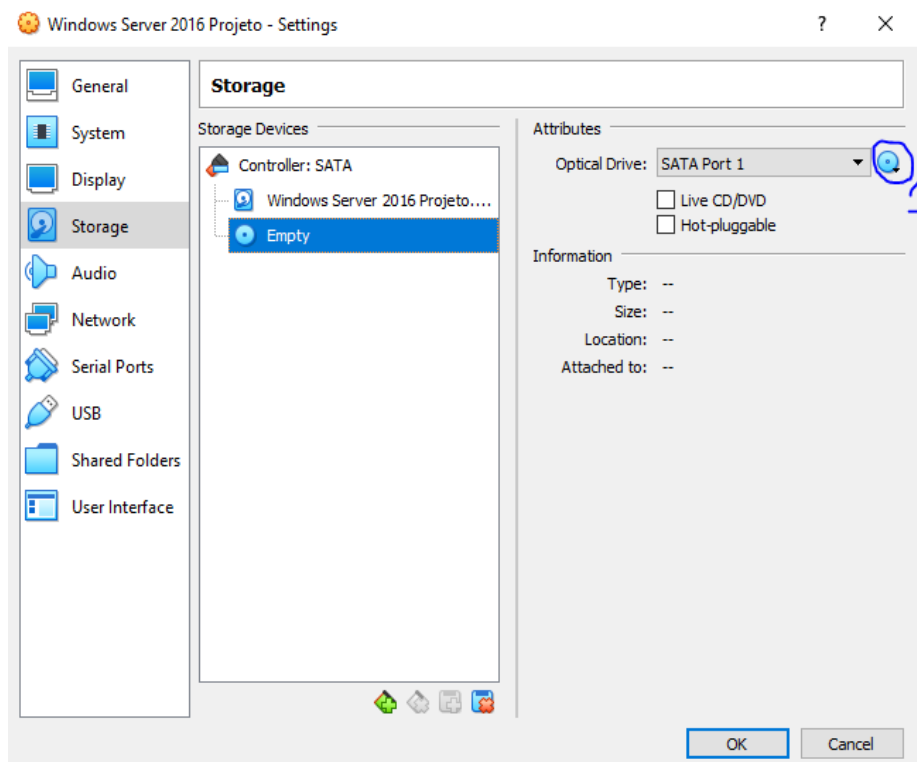 Windows Server 2016 Projeto - Settings
?
General
System
Display
Storage
Audio
Network
Serial Ports
USB
Shared Folders
User Interface
Storage
Storage Devices
Controller: SATA
Windows Server 2016 Projeto....
Empty
Attributes
Optical Drive: SATA Port 1
Live CD/DVD
Hot-pluggable
Information
Type: --
Size: --
Location: --
Attached to: --
OK
Cancel